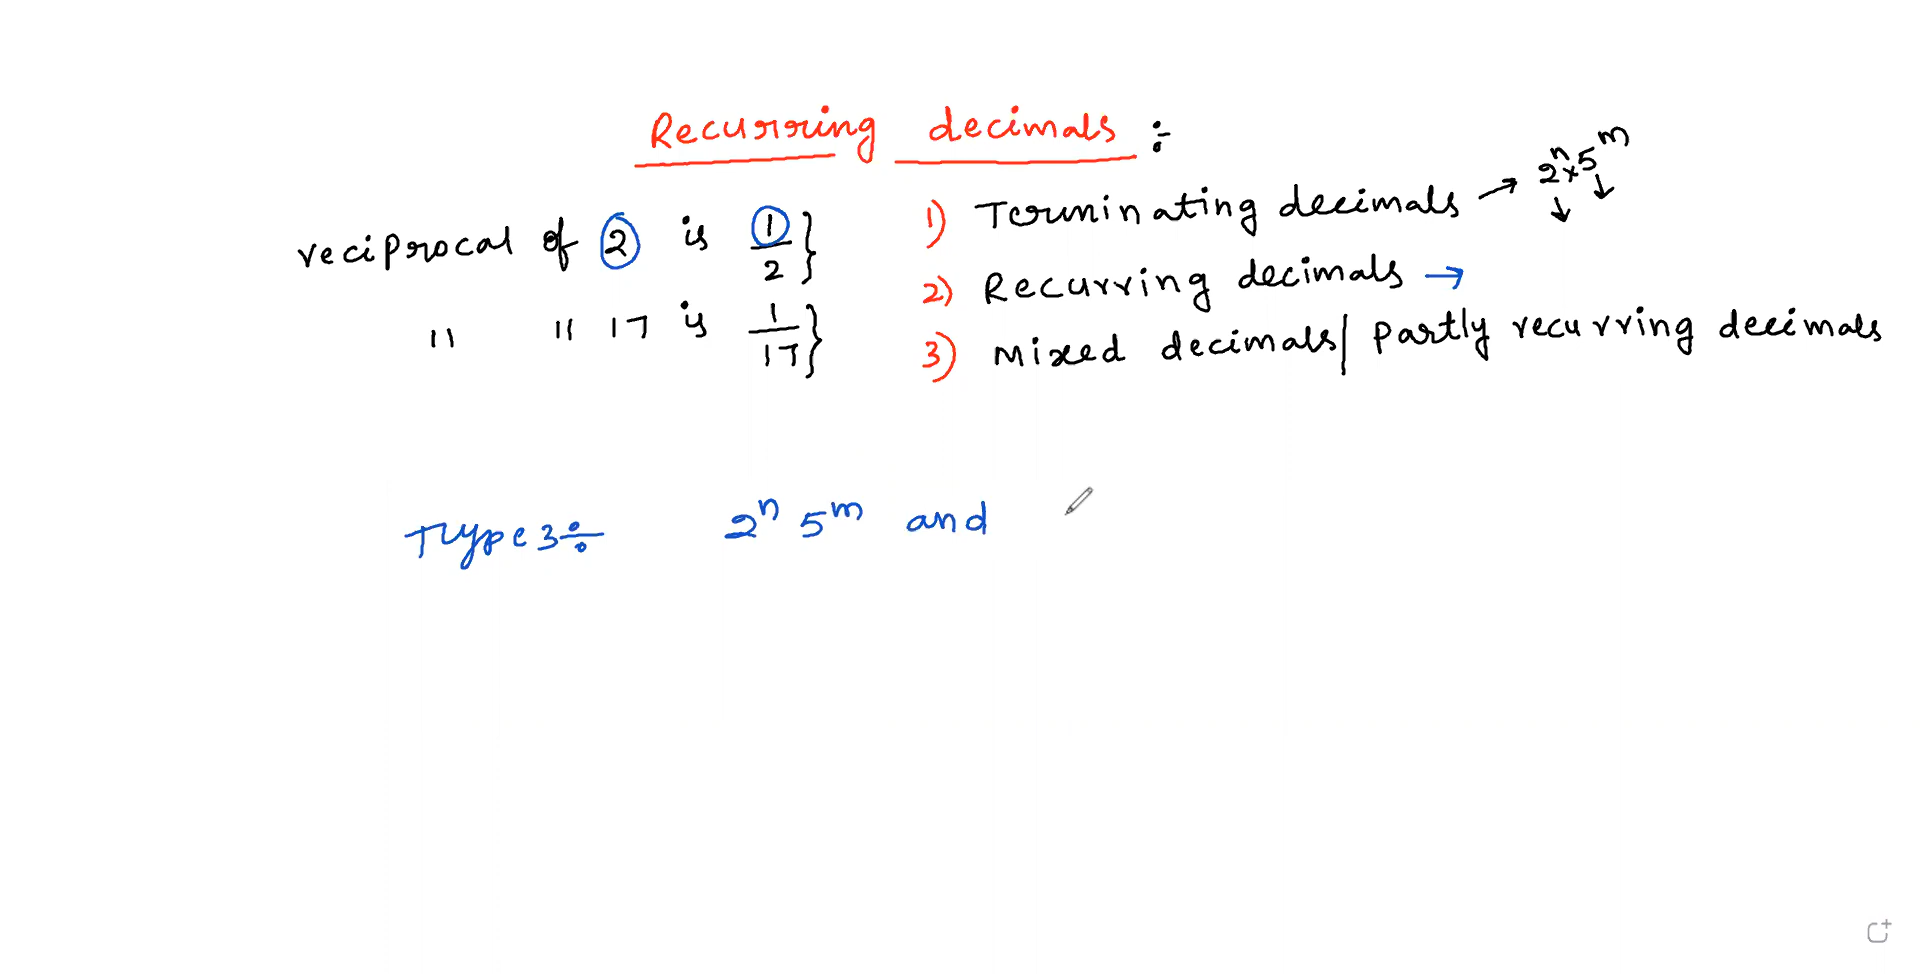 Recurring decimals :-
reciprocal of 2 is 1/2 }
" " 17 is 1/17 }
1) Terminating decimals → 2^n × 5^m
2) Recurring decimals →
3) Mixed decimals/ Partly recurring decimals
Type 3 ÷ 2^n 5^m and